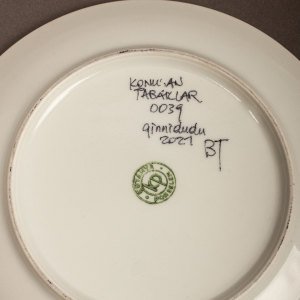 KONUŞAN
TABAKLAR
0039
qinnidudu
2021
BT